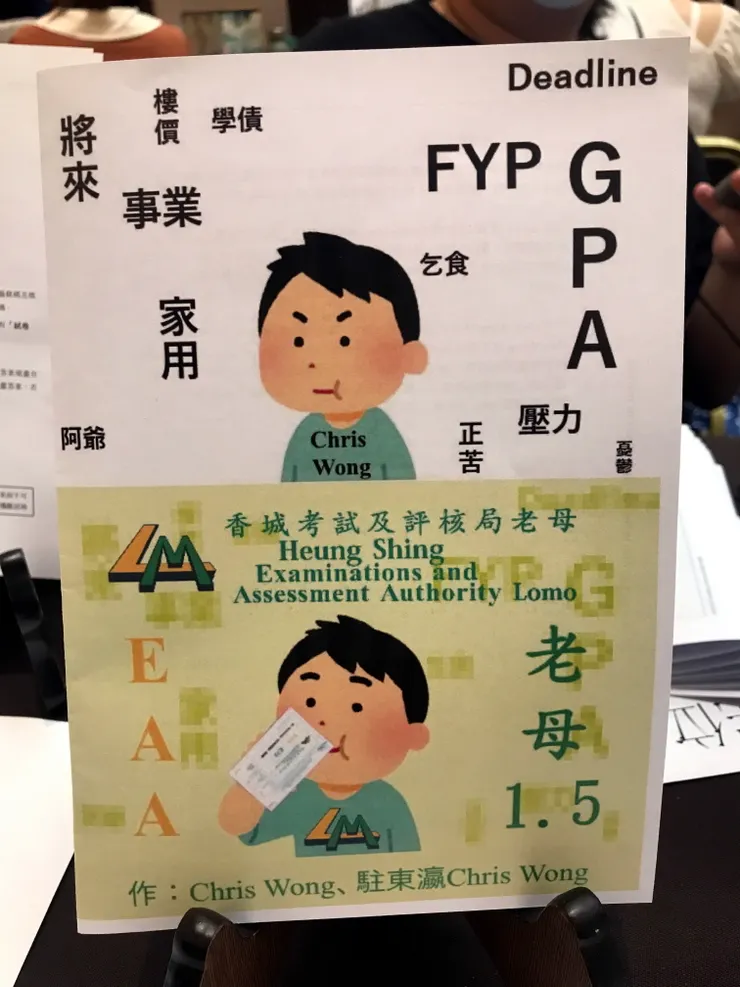 Deadline
樓價
學債
將來
FYP
GPA
事業
乞食
家用
阿爺
壓力
正苦
憂鬱
Chris
Wong
香城考試及評核局老母
Heung Shing
Examinations and
Assessment Authority Lomo
LM
EAA
老母
1.5
LM
作：Chris Wong、駐東瀛Chris Wong